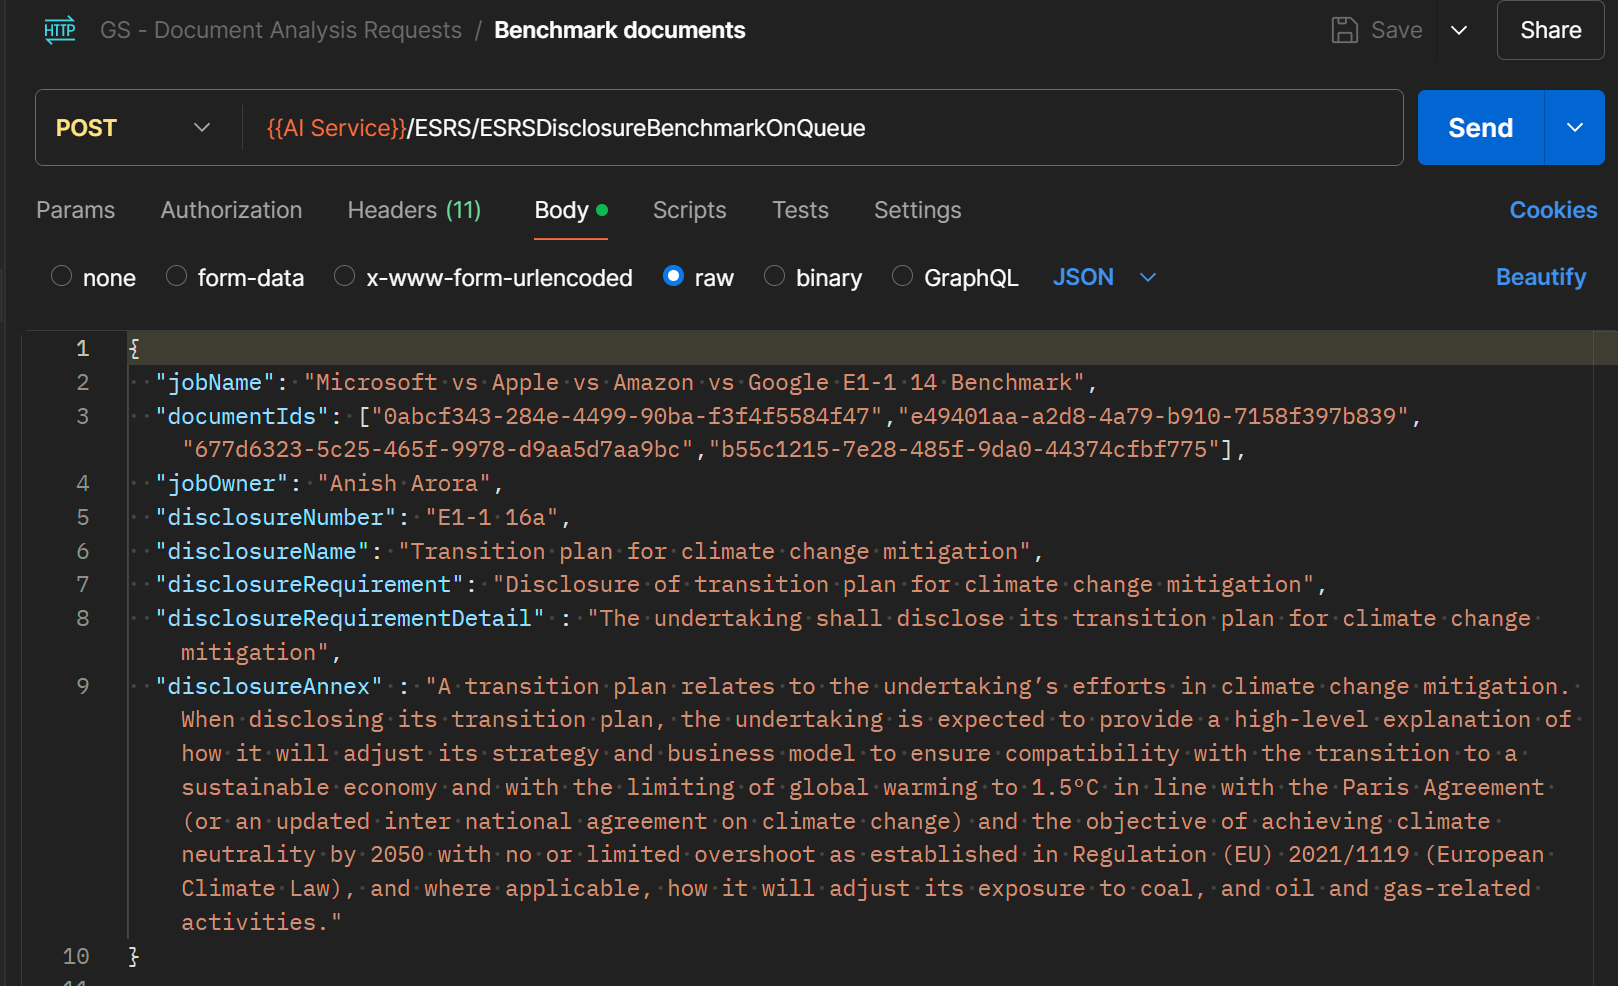 HTTP GS - Document Analysis Requests / Benchmark documents Save Share
POST {{AI Service}}/ESRS/ESRSDisclosureBenchmarkOnQueue Send
Params Authorization Headers (11) Body Scripts Tests Settings Cookies
none form-data x-www-form-urlencoded raw binary GraphQL JSON Beautify
1 {
2 "jobName": "Microsoft vs Apple vs Amazon vs Google E1-1 14 Benchmark",
3 "documentIds": ["0abcf343-284e-4499-90ba-f3f4f5584f47","e49401aa-a2d8-4a79-b910-7158f397b839",
"677d6323-5c25-465f-9978-d9aa5d7aa9bc","b55c1215-7e28-485f-9da0-44374cfbf775"],
4 "jobOwner": "Anish Arora",
5 "disclosureNumber": "E1-1 16a",
6 "disclosureName": "Transition plan for climate change mitigation",
7 "disclosureRequirement": "Disclosure of transition plan for climate change mitigation",
8 "disclosureRequirementDetail" : "The undertaking shall disclose its transition plan for climate change
mitigation",
9 "disclosureAnnex" : "A transition plan relates to the undertaking’s efforts in climate change mitigation.
When disclosing its transition plan, the undertaking is expected to provide a high-level explanation of
how it will adjust its strategy and business model to ensure compatibility with the transition to a
sustainable economy and with the limiting of global warming to 1.5°C in line with the Paris Agreement
(or an updated inter national agreement on climate change) and the objective of achieving climate
neutrality by 2050 with no or limited overshoot as established in Regulation (EU) 2021/1119 (European
Climate Law), and where applicable, how it will adjust its exposure to coal, and oil and gas-related
activities."
10 }